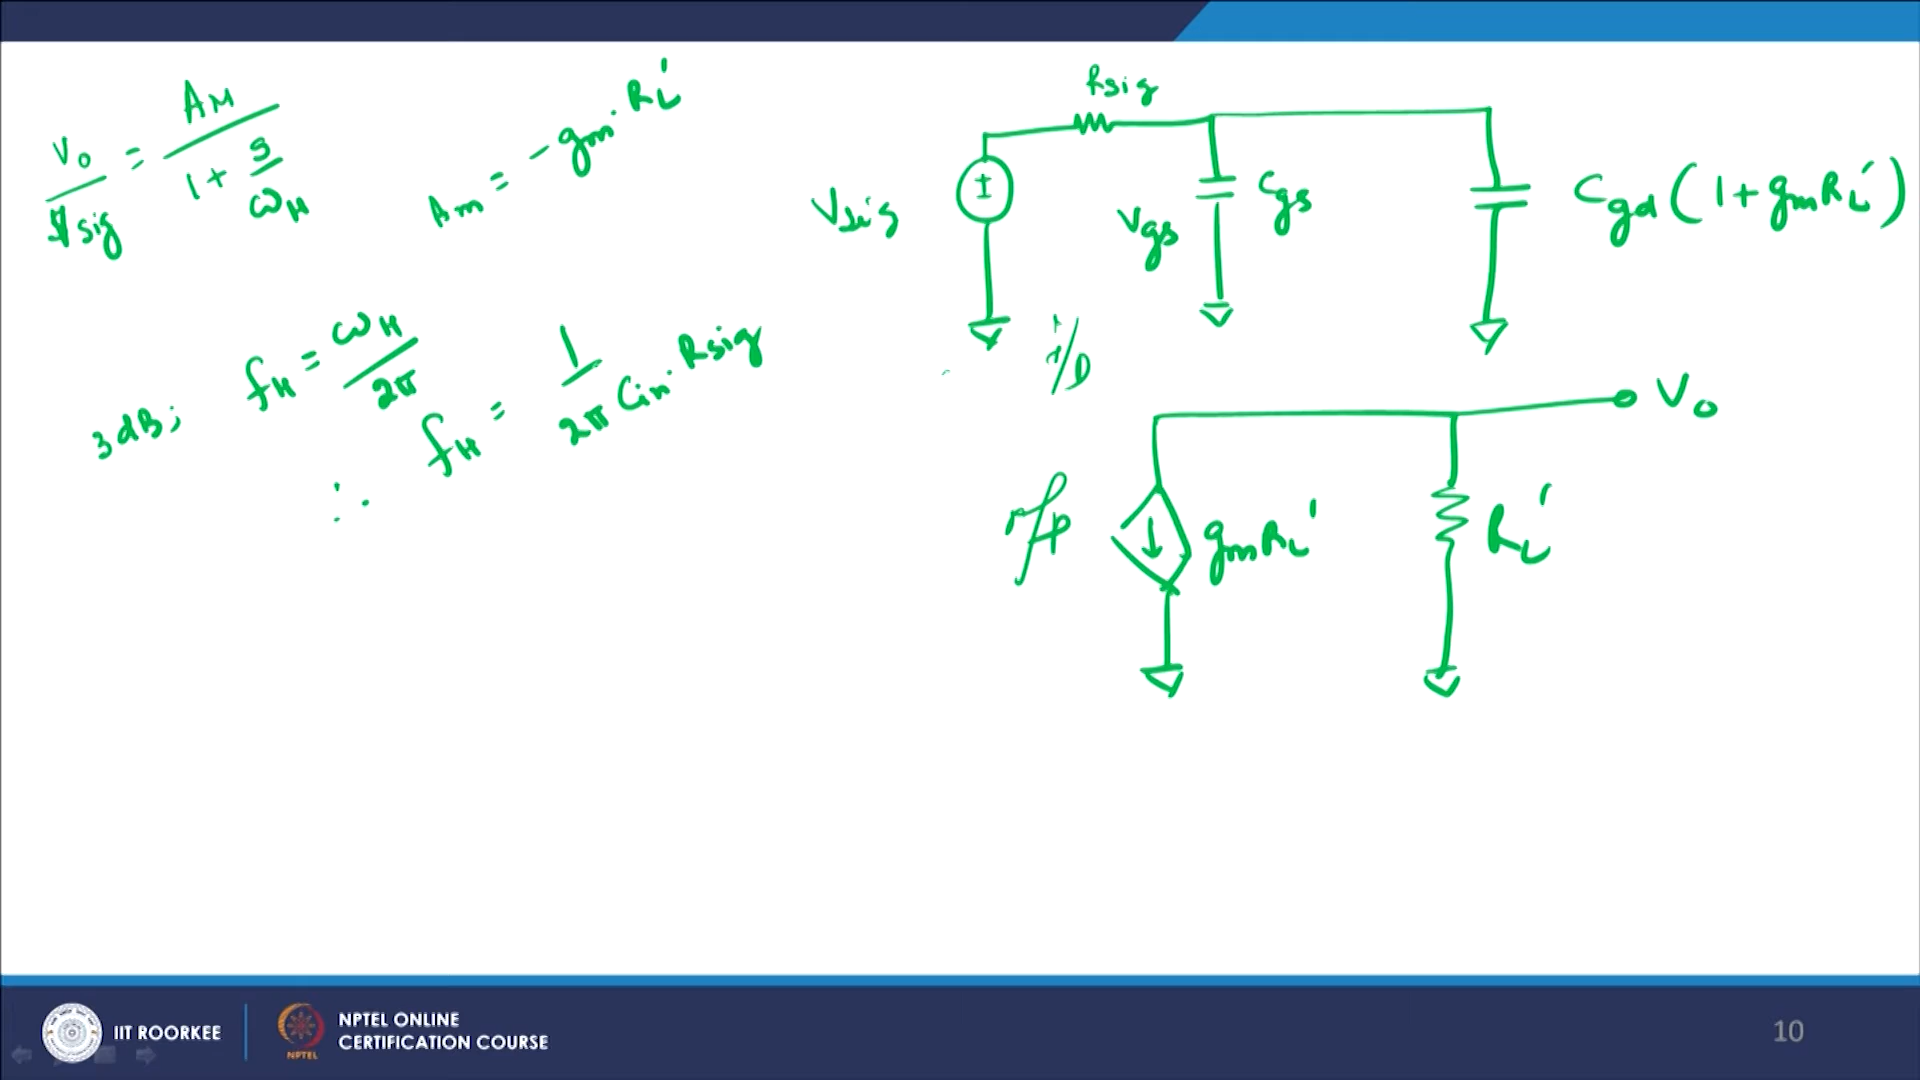 Vo / Vsig = AM / (1 + s/ωH)
Am = - gm . RL'
3dB; fH = ωH / 2π
∴ fH = 1 / 2π Cin . Rsig
Rsig
Vsig
±
Vgs
Cgs
Cgd (1 + gmRL')
Vo
gmRL'
RL'
IIT ROORKEE
NPTEL
NPTEL ONLINE
CERTIFICATION COURSE
10